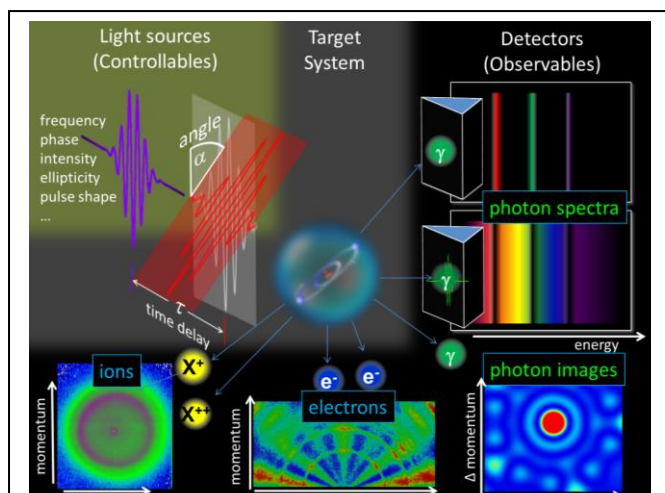 Light sources
(Controllables)
Target
System
Detectors
(Observables)
frequency
phase
intensity
ellipticity
pulse shape
...
angle
α
τ
time delay
γ
photon spectra
γ
energy
γ
photon images
Δ momentum
X⁺
X⁺⁺
ions
momentum
e⁻
e⁻
electrons
momentum